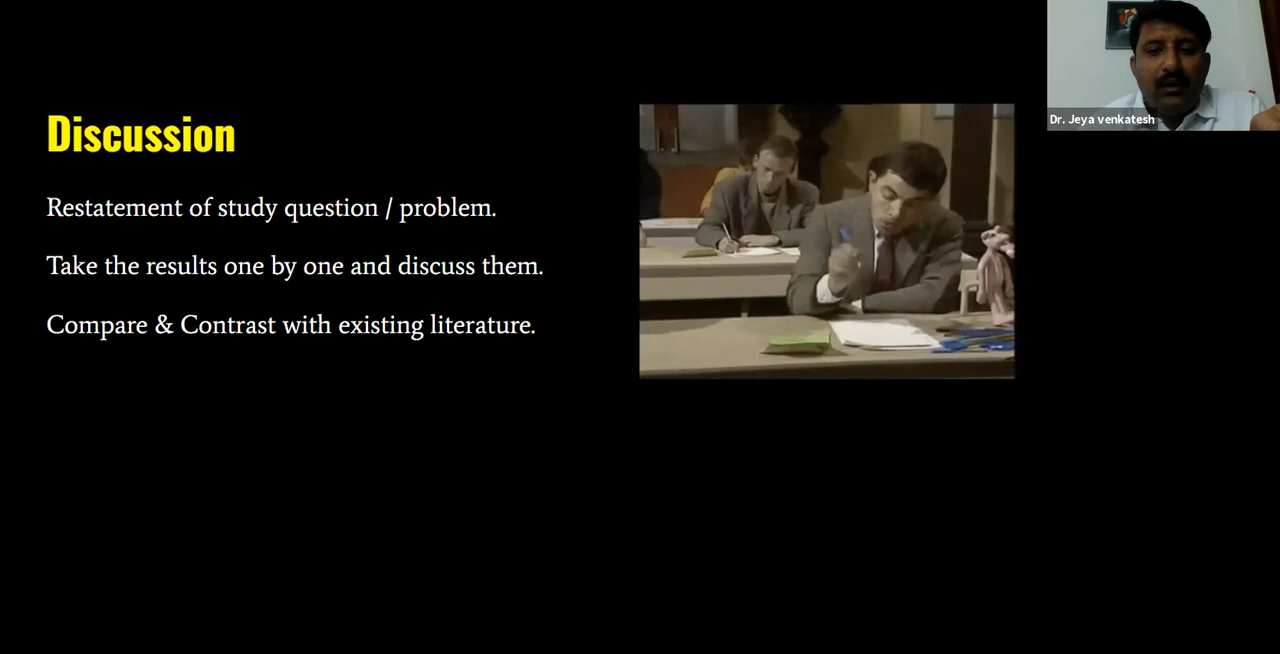 Discussion
Restatement of study question / problem.
Take the results one by one and discuss them.
Compare & Contrast with existing literature.
Dr. Jeya venkatesh